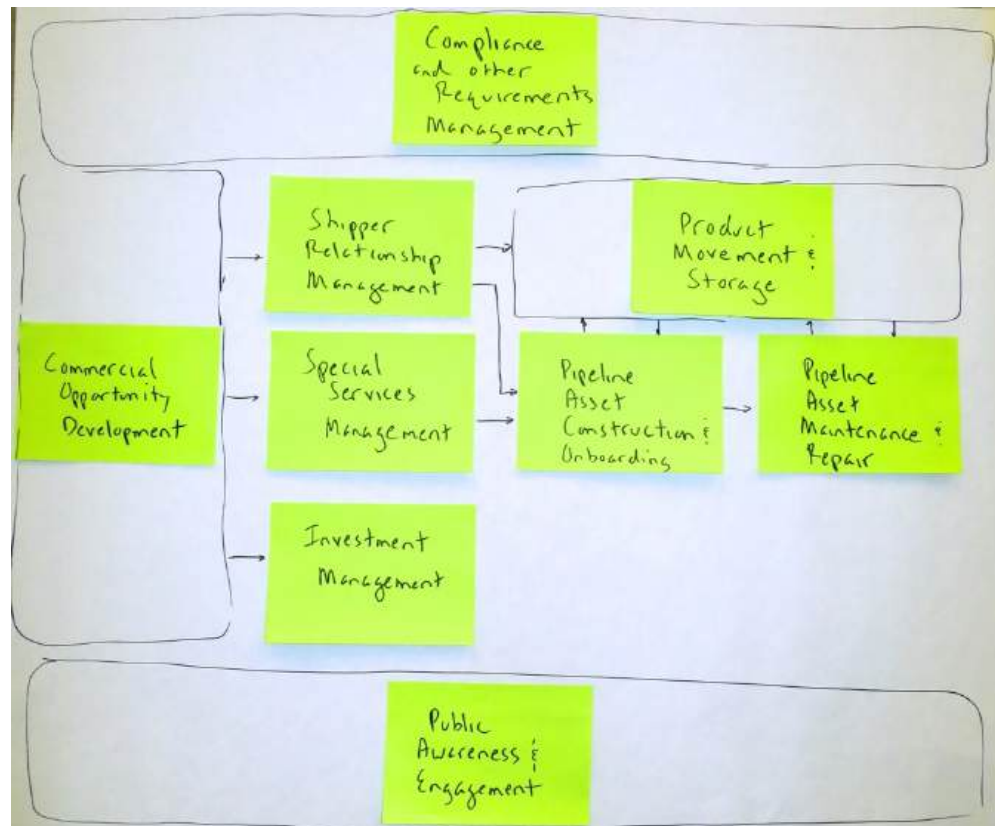 Compliance
and other
Requirements
Management
Shipper
Relationship
Management
Product
Movement &
Storage
Commercial
Opportunity
Development
Special
Services
Management
Pipeline
Asset
Construction &
Onboarding
Pipeline
Asset
Maintenance &
Repair
Investment
Management
Public
Awareness &
Engagement